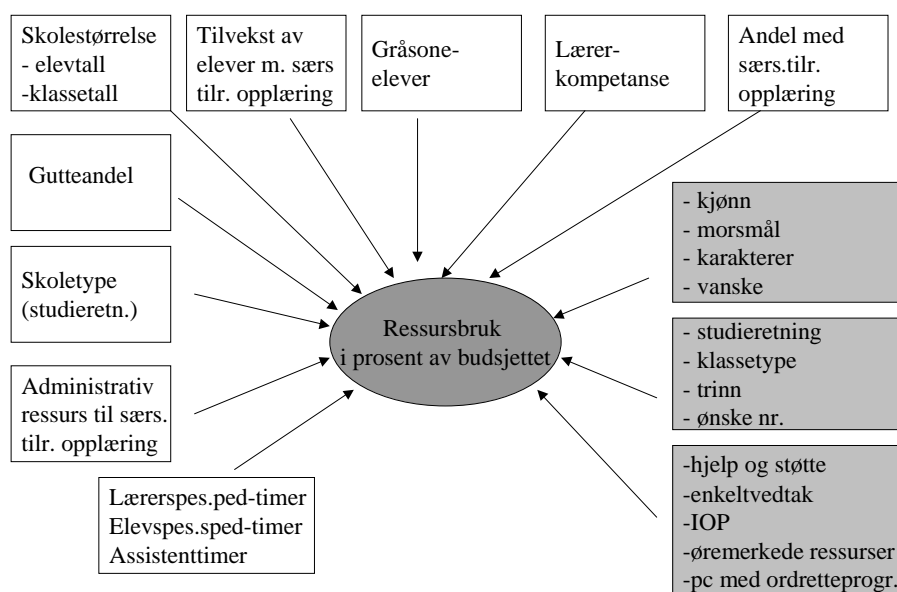 Skolestørrelse
- elevtall
-klassetall
Tilvekst av
elever m. særs
tilr. opplæring
Gråsone-
elever
Lærer-
kompetanse
Andel med
særs.tilr.
opplæring
Gutteandel
Skoletype
(studieretn.)
Administrativ
ressurs til særs.
tilr. opplæring
Lærerspes.ped-timer
Elevspes.sped-timer
Assistenttimer
Ressursbruk
i prosent av budsjettet
- kjønn
- morsmål
- karakterer
- vanske
- studieretning
- klassetype
- trinn
- ønske nr.
-hjelp og støtte
-enkeltvedtak
-IOP
-øremerkede ressurser
-pc med ordretteprogr.